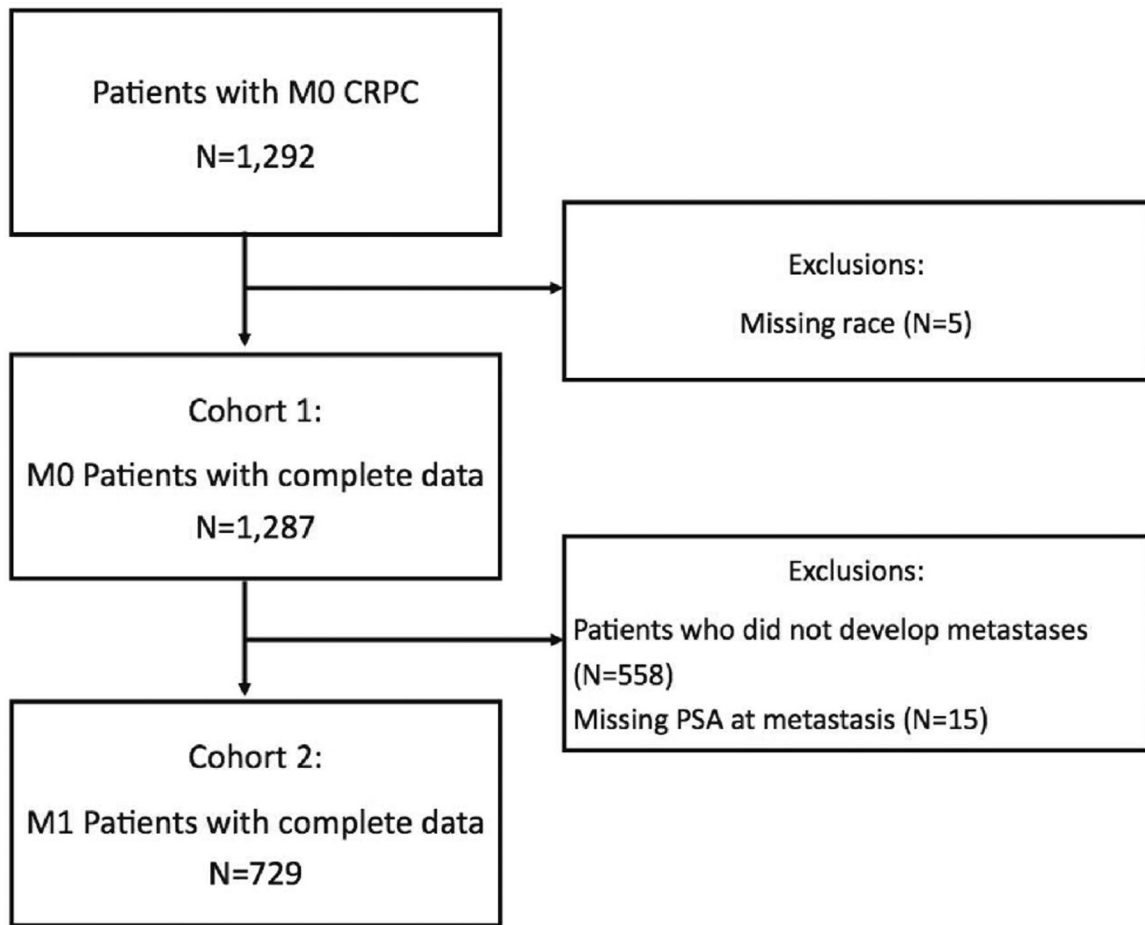 Patients with M0 CRPC
N=1,292
Exclusions:
Missing race (N=5)
Cohort 1:
M0 Patients with complete data
N=1,287
Exclusions:
Patients who did not develop metastases
(N=558)
Missing PSA at metastasis (N=15)
Cohort 2:
M1 Patients with complete data
N=729